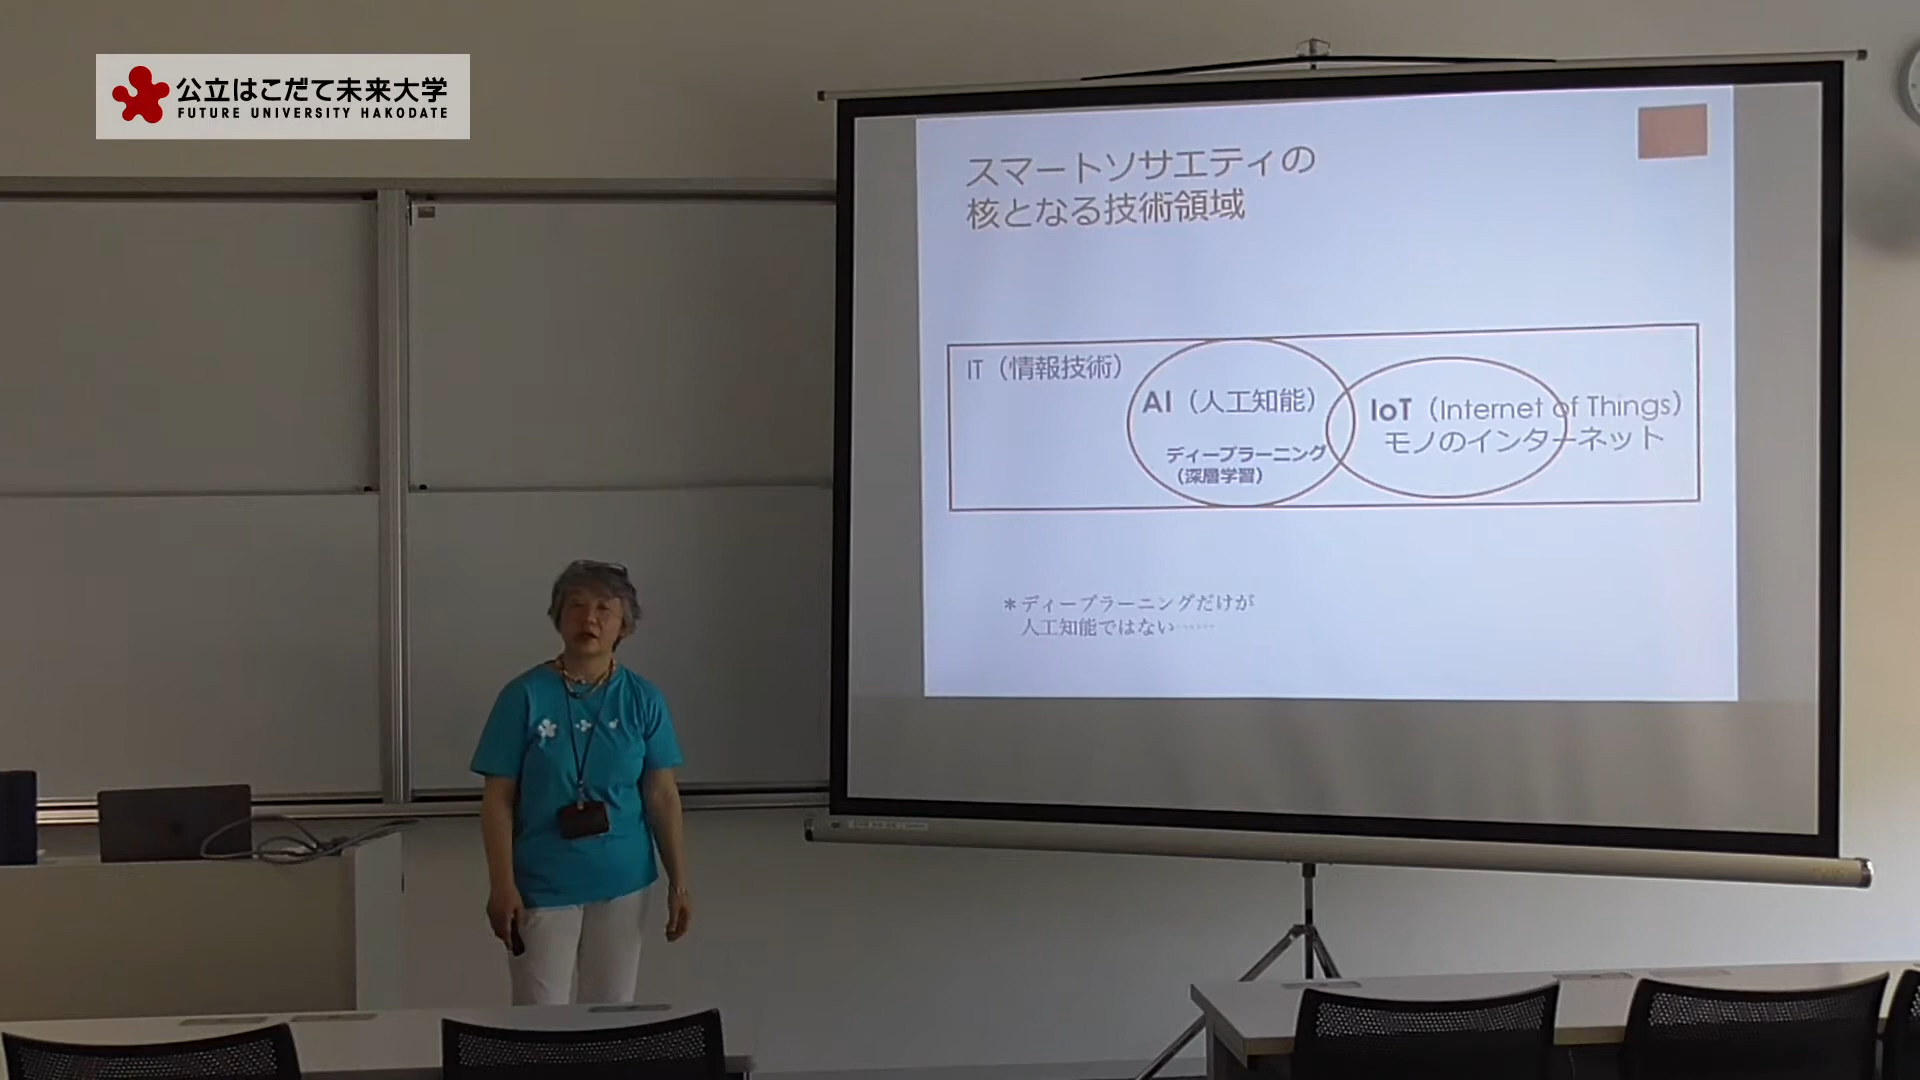 公立はこだて未来大学
FUTURE UNIVERSITY HAKODATE
スマートソサエティの
核となる技術領域
IT（情報技術）
AI（人工知能）
ディープラーニング
（深層学習）
IoT（Internet of Things）
モノのインターネット
＊ディープラーニングだけが
人工知能ではない……